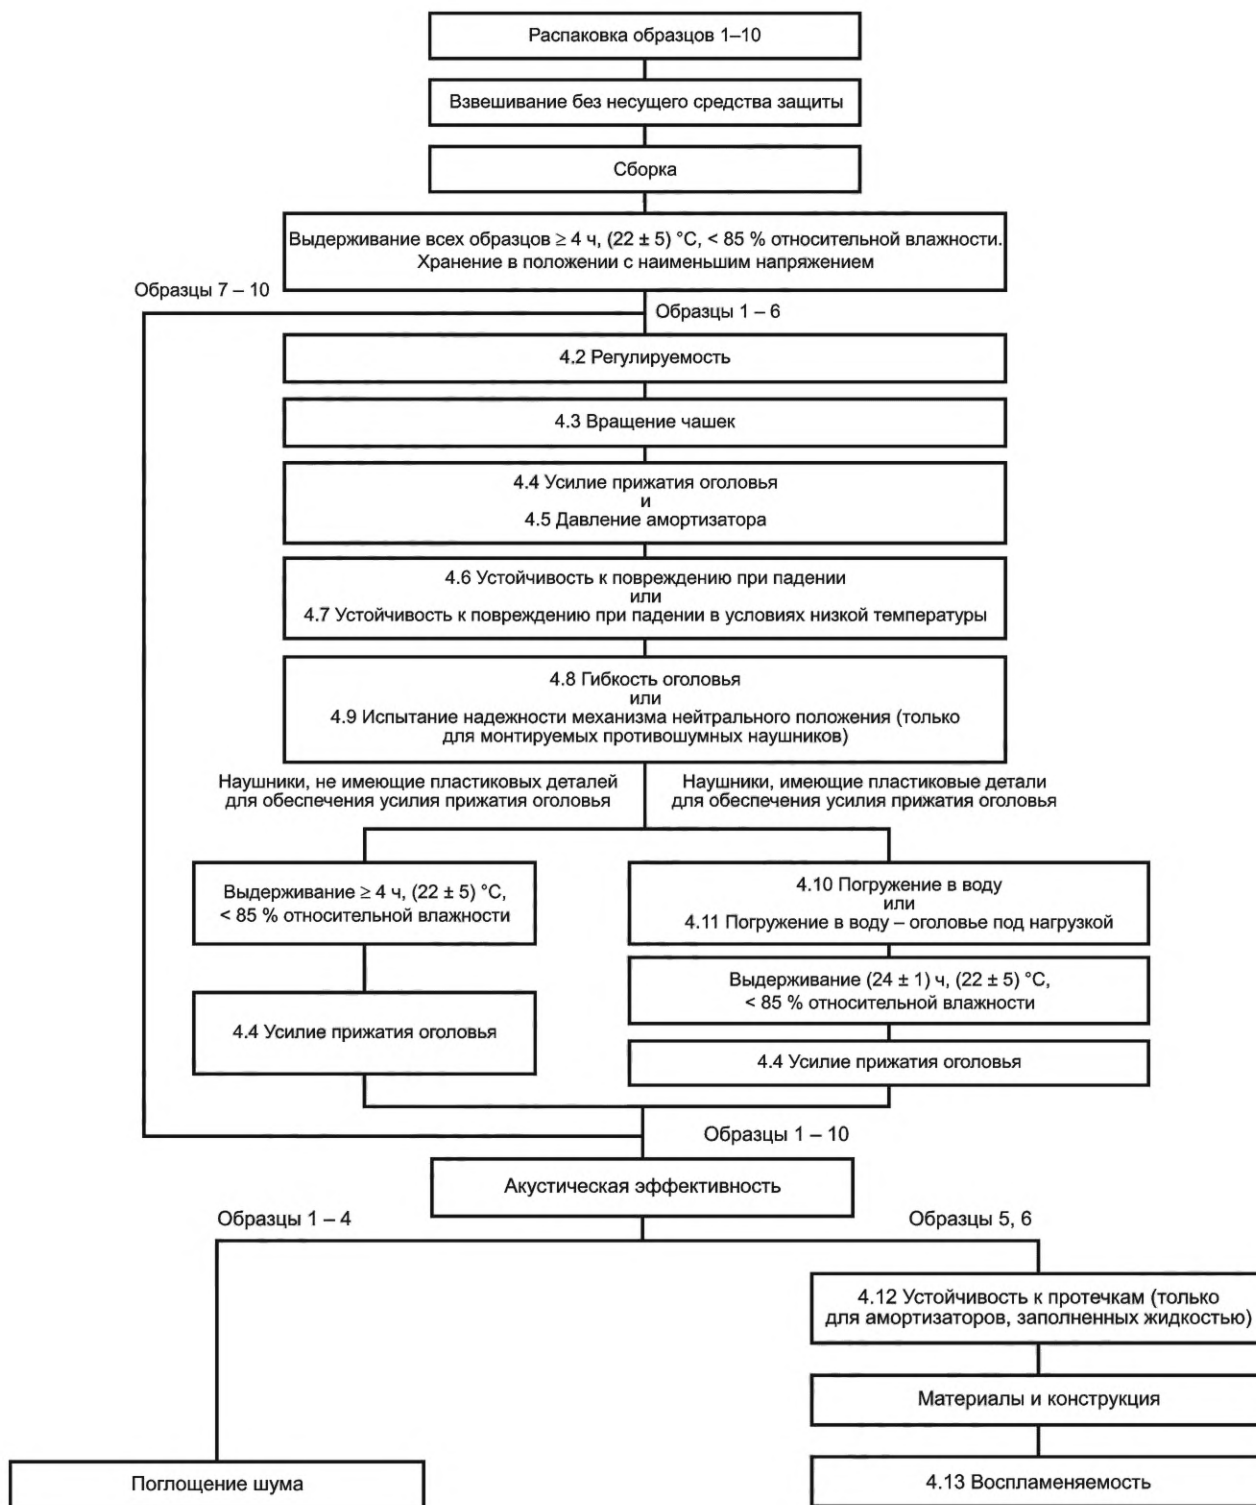 Распаковка образцов 1–10
Взвешивание без несущего средства защиты
Сборка
Выдерживание всех образцов ≥ 4 ч, (22 ± 5) °С, < 85 % относительной влажности.
Хранение в положении с наименьшим напряжением
Образцы 7 – 10
Образцы 1 – 6
4.2 Регулируемость
4.3 Вращение чашек
4.4 Усилие прижатия оголовья
и
4.5 Давление амортизатора
4.6 Устойчивость к повреждению при падении
или
4.7 Устойчивость к повреждению при падении в условиях низкой температуры
4.8 Гибкость оголовья
или
4.9 Испытание надежности механизма нейтрального положения (только
для монтируемых противошумных наушников)
Наушники, не имеющие пластиковых деталей
для обеспечения усилия прижатия оголовья
Наушники, имеющие пластиковые детали
для обеспечения усилия прижатия оголовья
Выдерживание ≥ 4 ч, (22 ± 5) °С,
< 85 % относительной влажности
4.4 Усилие прижатия оголовья
4.10 Погружение в воду
или
4.11 Погружение в воду – оголовье под нагрузкой
Выдерживание (24 ± 1) ч, (22 ± 5) °С,
< 85 % относительной влажности
4.4 Усилие прижатия оголовья
Образцы 1 – 10
Акустическая эффективность
Образцы 1 – 4
Образцы 5, 6
4.12 Устойчивость к протечкам (только
для амортизаторов, заполненных жидкостью)
Материалы и конструкция
Поглощение шума
4.13 Воспламеняемость